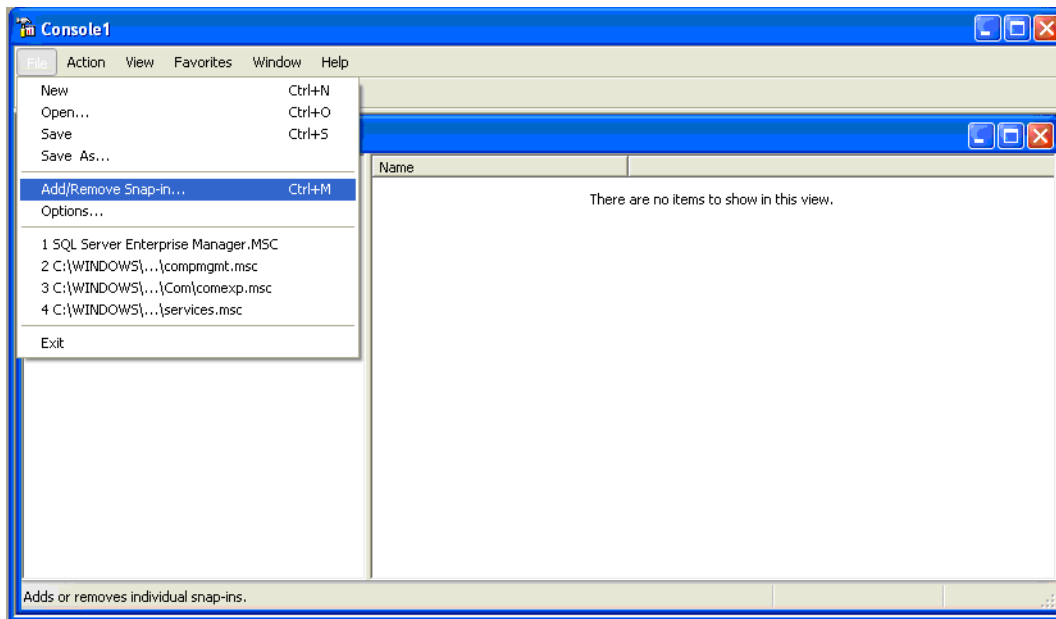 Console1
File Action View Favorites Window Help
New Ctrl+N
Open... Ctrl+O
Save Ctrl+S
Save As...
Name
Add/Remove Snap-in... Ctrl+M
There are no items to show in this view.
Options...
1 SQL Server Enterprise Manager.MSC
2 C:\WINDOWS\...\compmgmt.msc
3 C:\WINDOWS\...\Com\comexp.msc
4 C:\WINDOWS\...\services.msc
Exit
Adds or removes individual snap-ins.